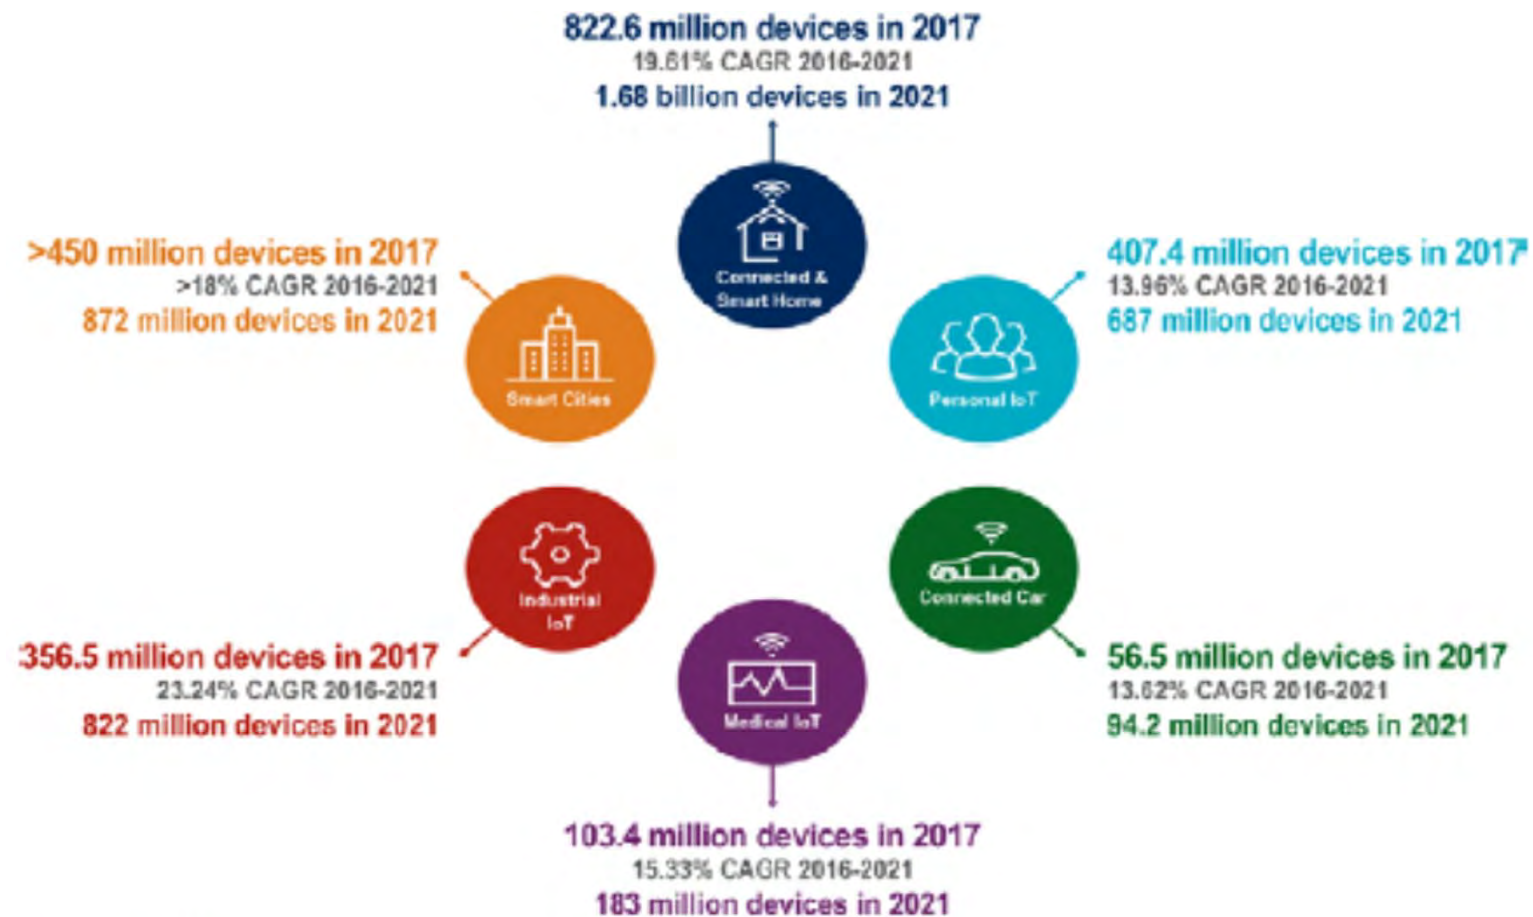 822.6 million devices in 2017
19.61% CAGR 2016-2021
1.68 billion devices in 2021
Connected &
Smart Home
>450 million devices in 2017
>18% CAGR 2016-2021
872 million devices in 2021
Smart Cities
407.4 million devices in 2017
13.96% CAGR 2016-2021
687 million devices in 2021
Personal IoT
Industrial
IoT
356.5 million devices in 2017
23.24% CAGR 2016-2021
822 million devices in 2021
Connected Car
56.5 million devices in 2017
13.62% CAGR 2016-2021
94.2 million devices in 2021
Medical IoT
103.4 million devices in 2017
15.33% CAGR 2016-2021
183 million devices in 2021